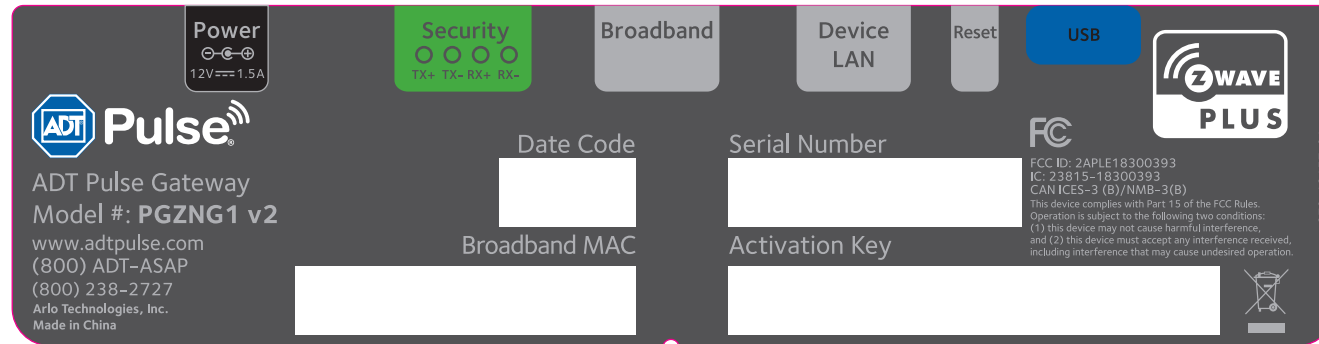 Power
12V 1.5A
Security
TX+ TX- RX+ RX-
Broadband
Device
LAN
Reset
USB
Z WAVE
PLUS
ADT Pulse®
ADT Pulse Gateway
Model #: PGZNG1 v2
www.adtpulse.com
(800) ADT-ASAP
(800) 238-2727
Arlo Technologies, Inc.
Made in China
Date Code
Serial Number
Broadband MAC
Activation Key
FC
FCC ID: 2APLE18300393
IC: 23815-18300393
CAN ICES-3 (B)/NMB-3(B)
This device complies with Part 15 of the FCC Rules.
Operation is subject to the following two conditions:
(1) this device may not cause harmful interference,
and (2) this device must accept any interference received,
including interference that may cause undesired operation.